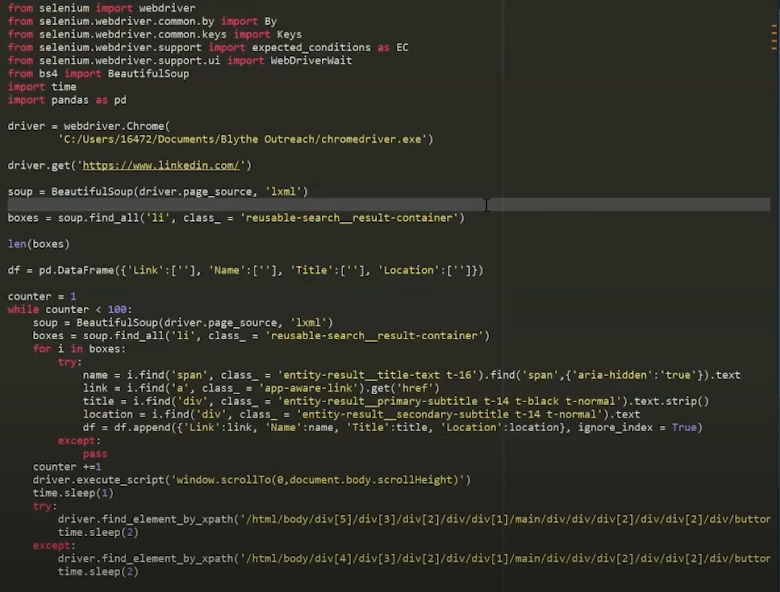 from selenium import webdriver
from selenium.webdriver.common.by import By
from selenium.webdriver.common.keys import Keys
from selenium.webdriver.support import expected_conditions as EC
from selenium.webdriver.support.ui import WebDriverWait
from bs4 import BeautifulSoup
import time
import pandas as pd
driver = webdriver.Chrome(
'C:/Users/16472/Documents/Blythe Outreach/chromedriver.exe')
driver.get('https://www.linkedin.com/')
soup = BeautifulSoup(driver.page_source, 'lxml')
boxes = soup.find_all('li', class_ = 'reusable-search__result-container')
len(boxes)
df = pd.DataFrame({'Link':[''], 'Name':[''], 'Title':[''], 'Location':['']})
counter = 1
while counter < 100:
soup = BeautifulSoup(driver.page_source, 'lxml')
boxes = soup.find_all('li', class_ = 'reusable-search__result-container')
for i in boxes:
try:
name = i.find('span', class_ = 'entity-result__title-text t-16').find('span',{'aria-hidden':'true'}).text
link = i.find('a', class_ = 'app-aware-link').get('href')
title = i.find('div', class_ = 'entity-result__primary-subtitle t-14 t-black t-normal').text.strip()
location = i.find('div', class_ = 'entity-result__secondary-subtitle t-14 t-normal').text
df = df.append({'Link':link, 'Name':name, 'Title':title, 'Location':location}, ignore_index = True)
except:
pass
counter +=1
driver.execute_script('window.scrollTo(0,document.body.scrollHeight)')
time.sleep(1)
try:
driver.find_element_by_xpath('/html/body/div[5]/div[3]/div[2]/div/div[1]/main/div/div/div[2]/div/div[2]/div/button
time.sleep(2)
except:
driver.find_element_by_xpath('/html/body/div[4]/div[3]/div[2]/div/div[1]/main/div/div/div[2]/div/div[2]/div/button
time.sleep(2)